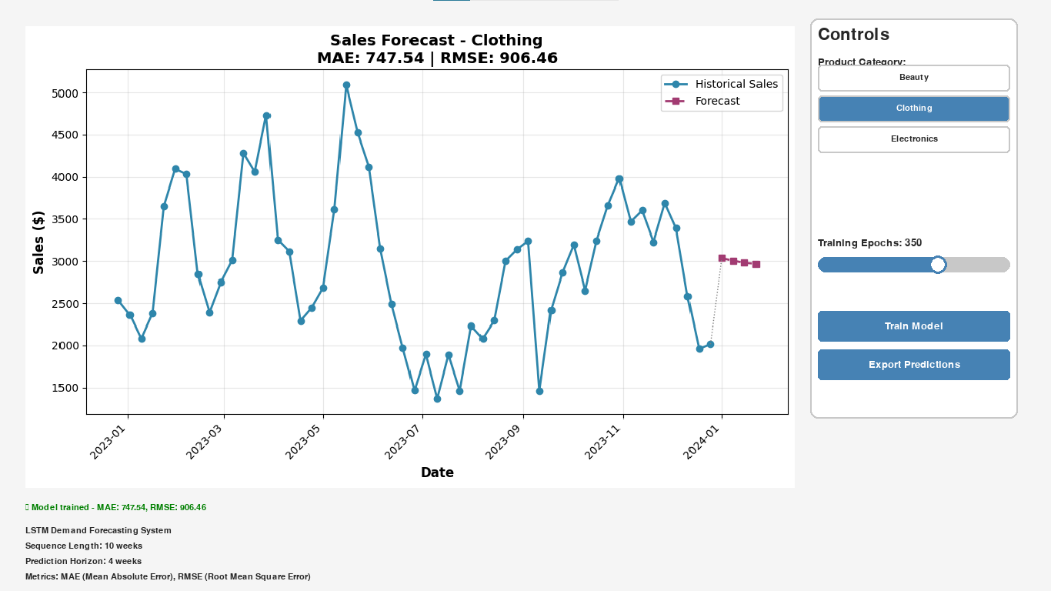 Sales Forecast - Clothing
MAE: 747.54 | RMSE: 906.46
Historical Sales
Forecast
5000
4500
4000
3500
3000
2500
2000
1500
Sales ($)
2023-01
2023-03
2023-05
2023-07
2023-09
2023-11
2024-01
Date
Controls
Product Category:
Beauty
Clothing
Electronics
Training Epochs: 350
Train Model
Export Predictions
Model trained - MAE: 747.54, RMSE: 906.46
LSTM Demand Forecasting System
Sequence Length: 10 weeks
Prediction Horizon: 4 weeks
Metrics: MAE (Mean Absolute Error), RMSE (Root Mean Square Error)